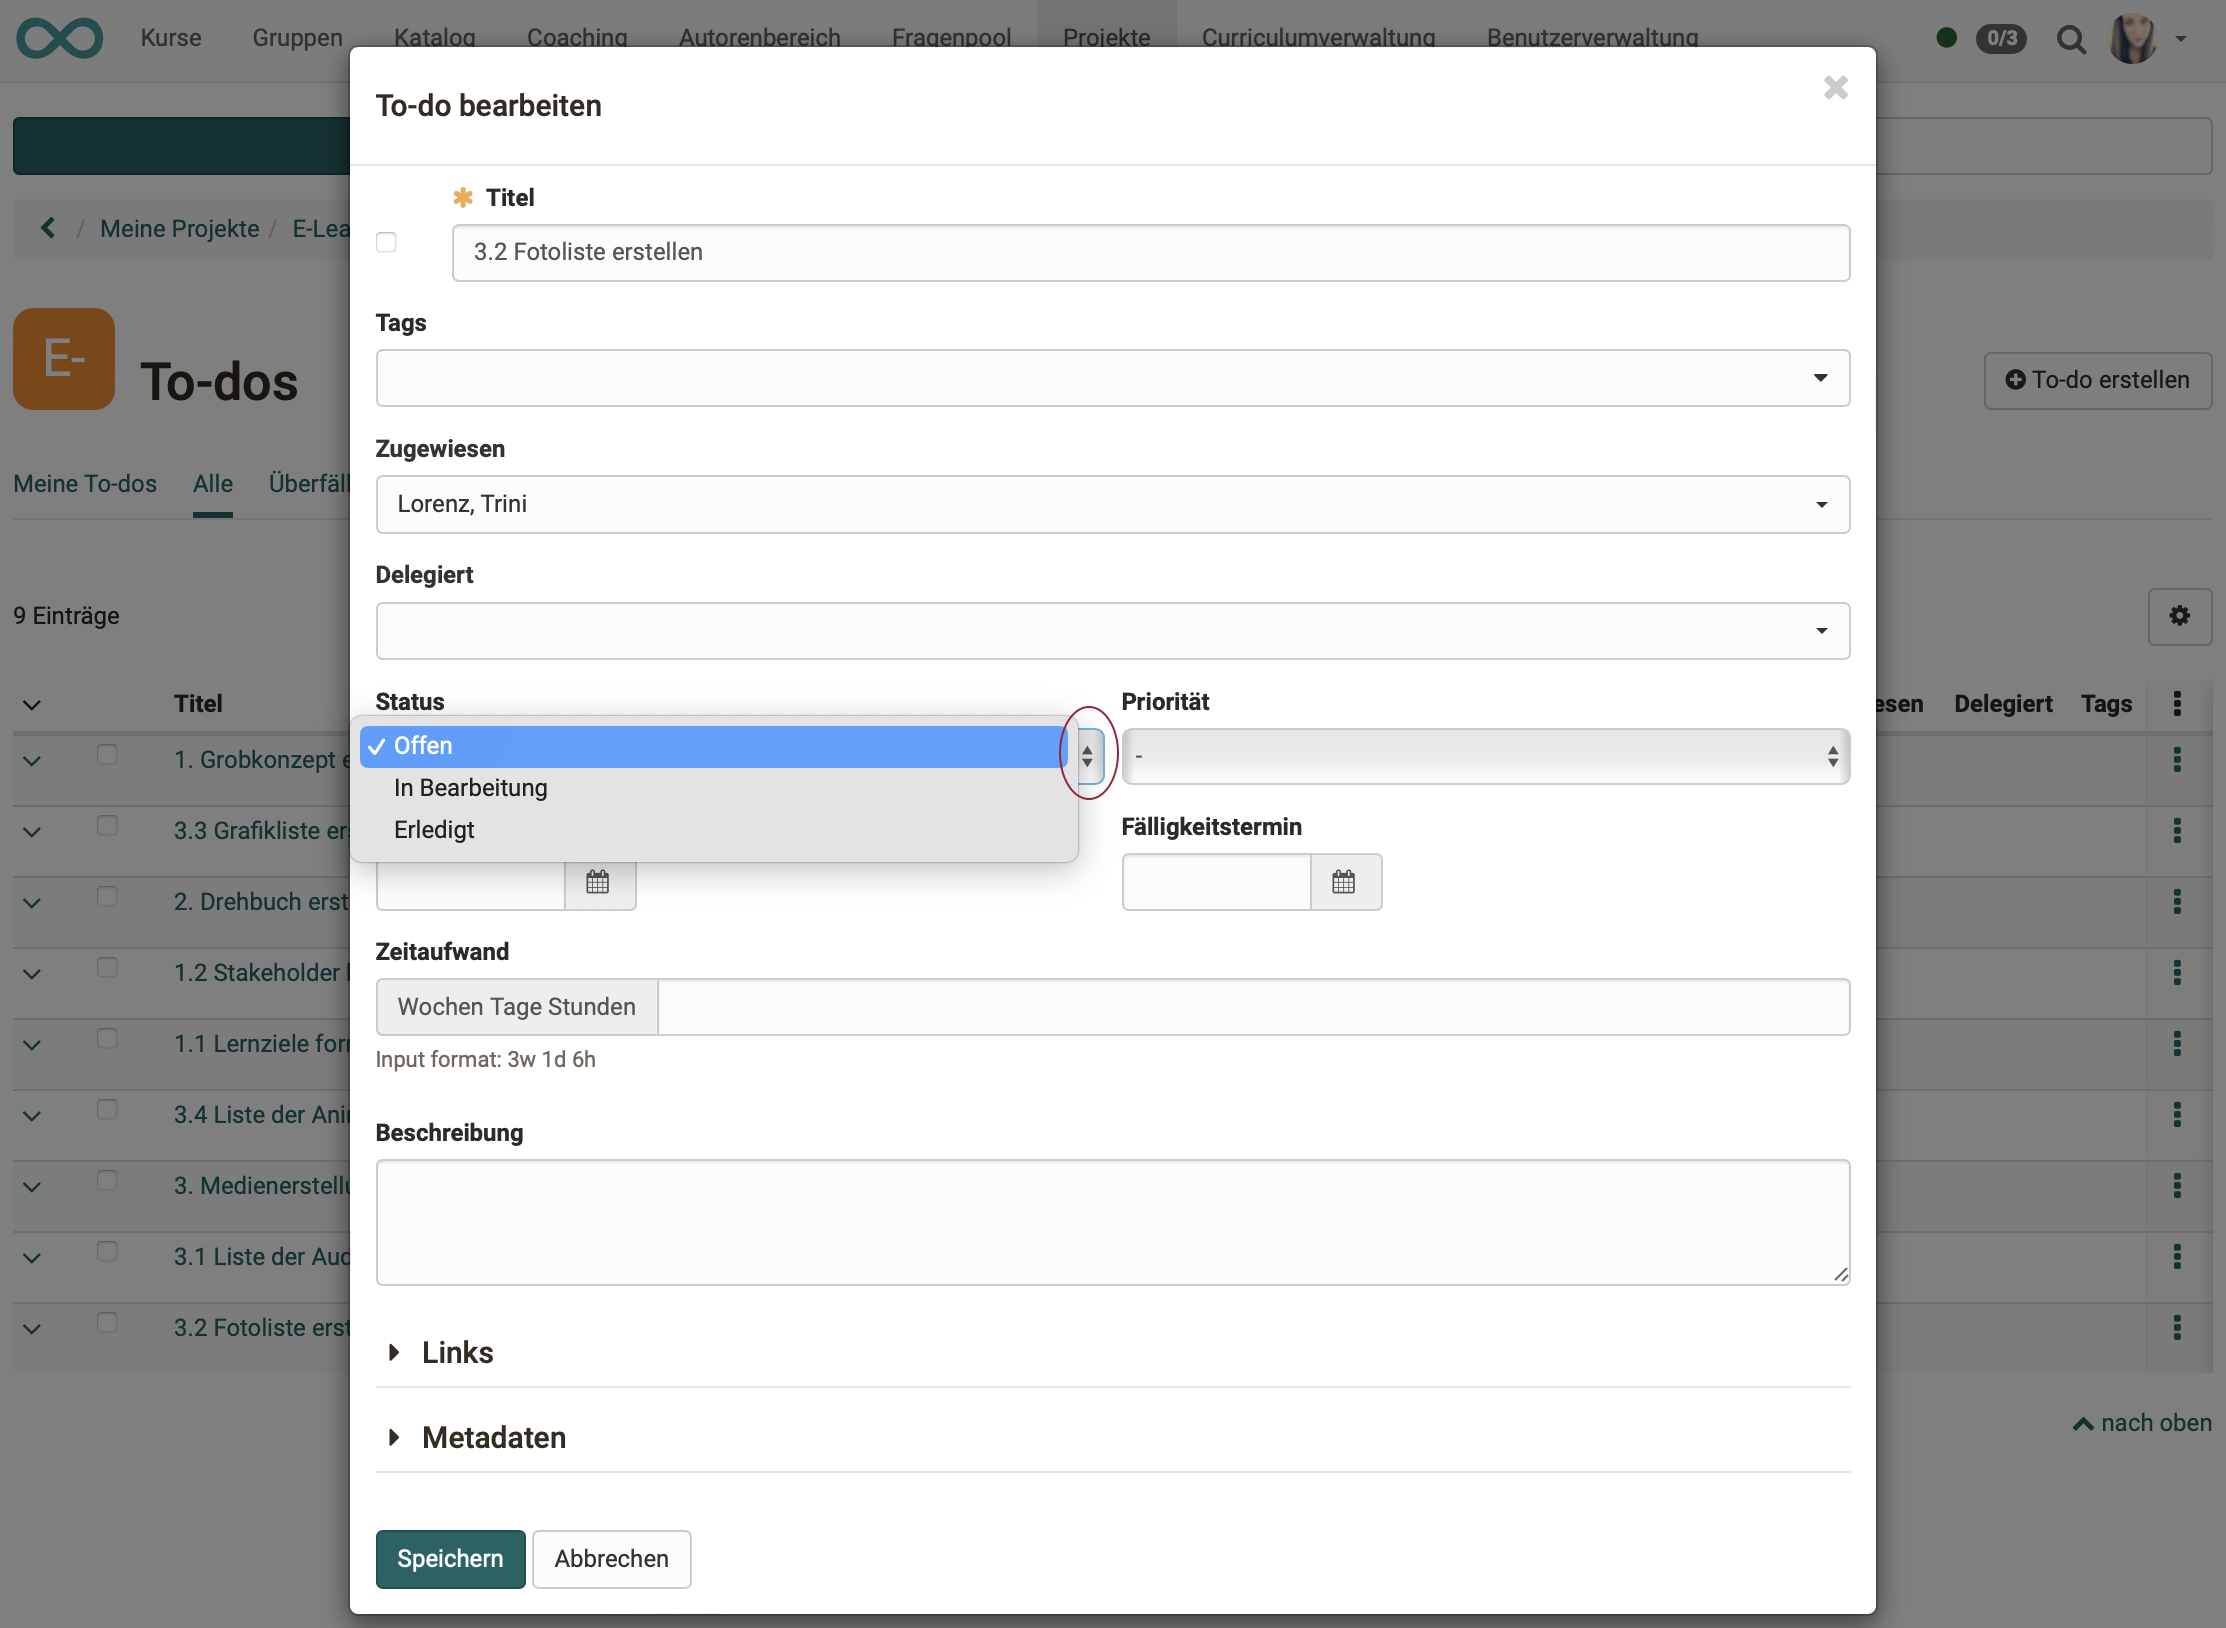 Kurse Gruppen Katalog Coaching Autorenbereich Fragenpool Projekte Curriculumverwaltung Benutzerverwaltung 0/3
To-do bearbeiten
/ Meine Projekte / E-Lea
* Titel
3.2 Fotoliste erstellen
Tags
E-
To-dos
To-do erstellen
Zugewiesen
Lorenz, Trini
Meine To-dos Alle Überfäll
Delegiert
9 Einträge
Status
Priorität
Offen
In Bearbeitung
Erledigt
-
Titel
esen Delegiert Tags
1. Grobkonzept e
3.3 Grafikliste ers
2. Drehbuch erst
1.2 Stakeholder
1.1 Lernziele for
3.4 Liste der Ani
3. Medienerstellu
3.1 Liste der Aud
3.2 Fotoliste erst
Fälligkeitstermin
Zeitaufwand
Wochen Tage Stunden
Input format: 3w 1d 6h
Beschreibung
Links
Metadaten
nach oben
Speichern Abbrechen